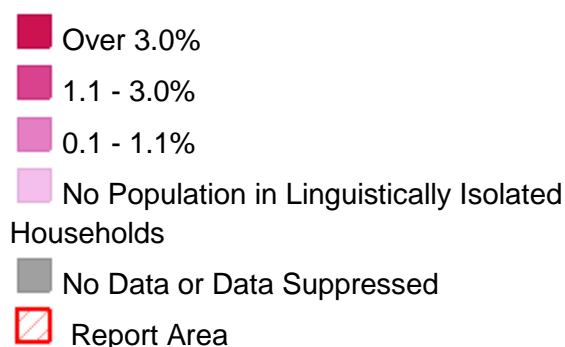 Over 3.0%
1.1 - 3.0%
0.1 - 1.1%
No Population in Linguistically Isolated
Households
No Data or Data Suppressed
Report Area